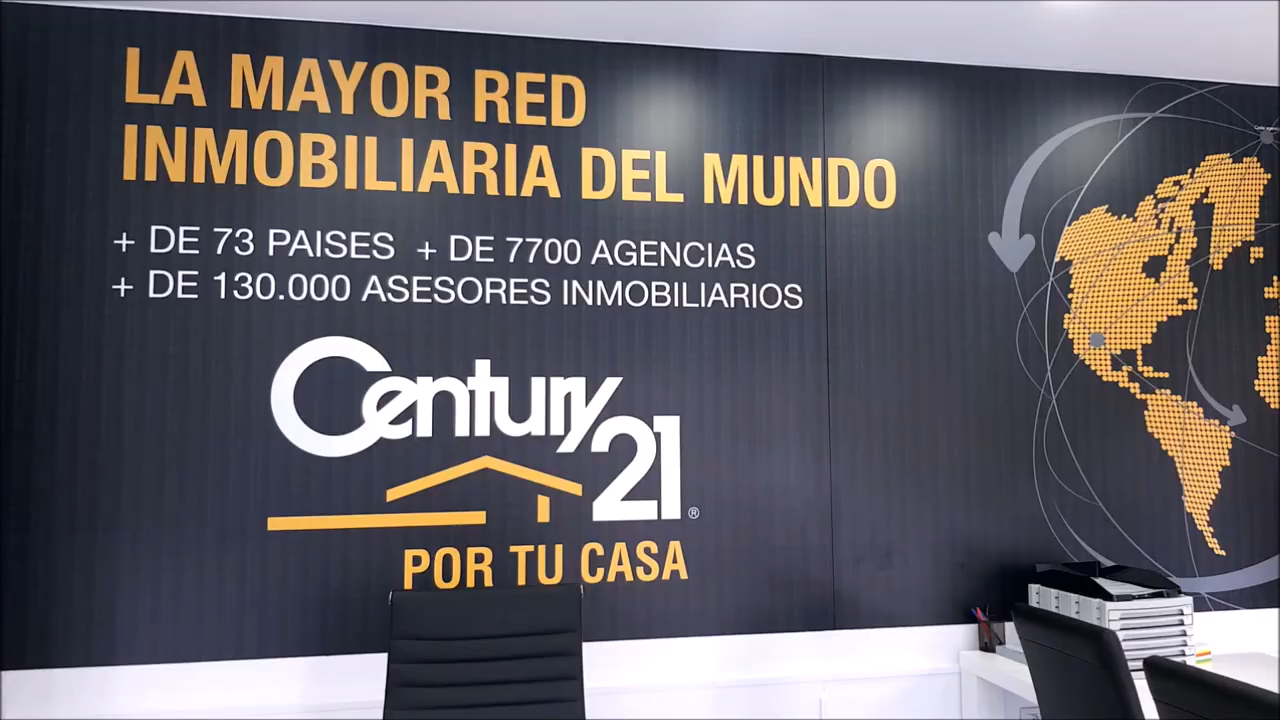 LA MAYOR RED
INMOBILIARIA DEL MUNDO
+ DE 73 PAISES + DE 7700 AGENCIAS
+ DE 130.000 ASESORES INMOBILIARIOS
Century
21®
POR TU CASA